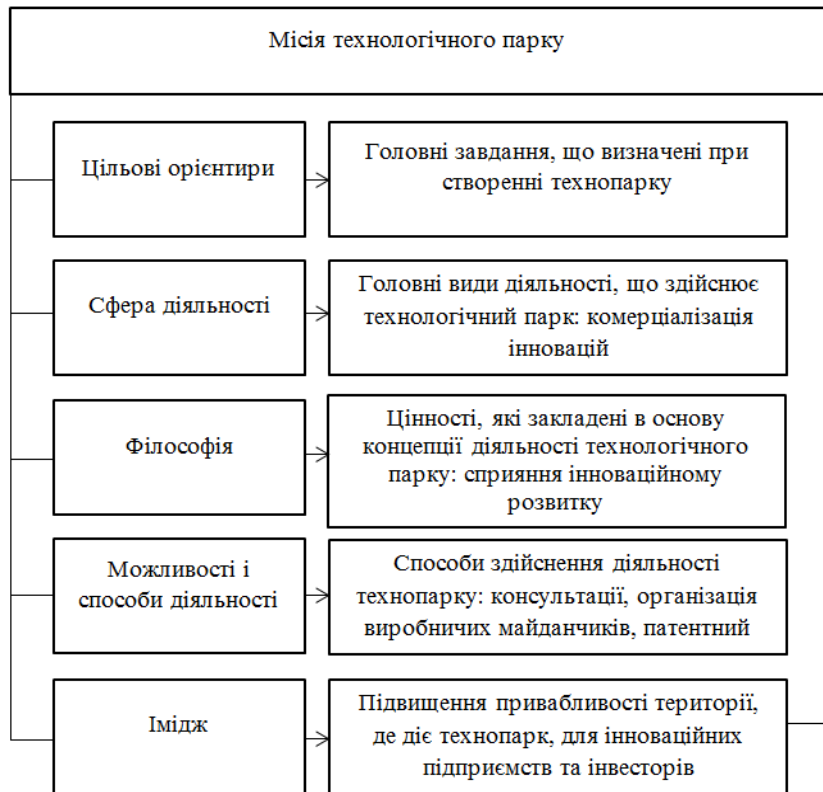 Місія технологічного парку
Цільові орієнтири
Головні завдання, що визначені при
створенні технопарку
Сфера діяльності
Головні види діяльності, що здійснює
технологічний парк: комерціалізація
інновацій
Філософія
Цінності, які закладені в основу
концепції діяльності технологічного
парку: сприяння інноваційному
розвитку
Можливості і
способи діяльності
Способи здійснення діяльності
технопарку: консультації, організація
виробничих майданчиків, патентний
Імідж
Підвищення привабливості території,
де діє технопарк, для інноваційних
підприємств та інвесторів